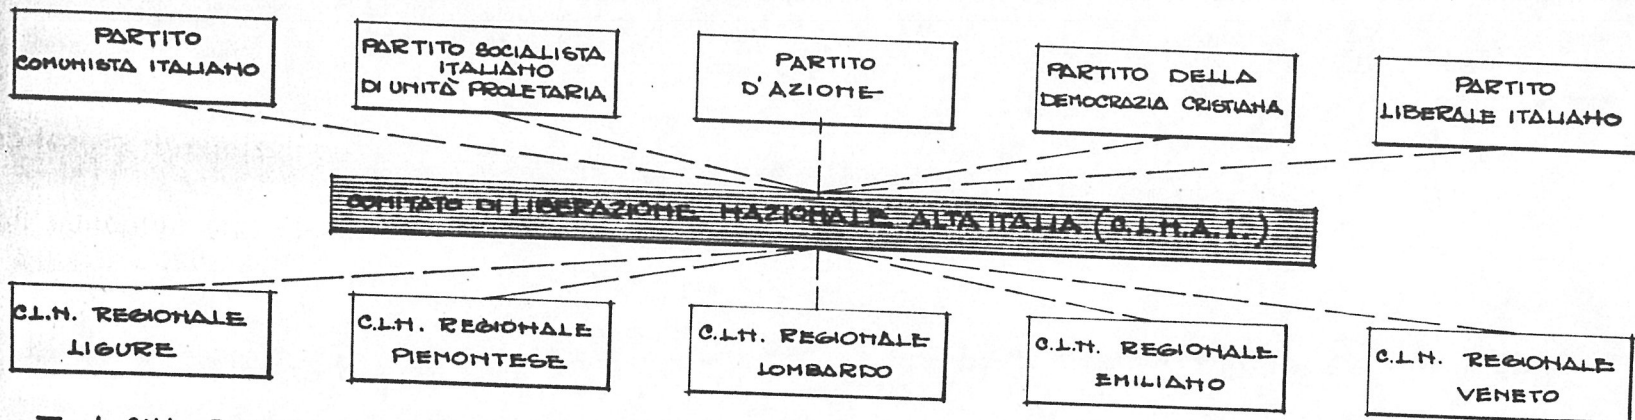 PARTITO
COMUNISTA ITALIANO
PARTITO SOCIALISTA
ITALIANO
DI UNITÀ PROLETARIA
PARTITO
D'AZIONE
PARTITO DELLA
DEMOCRAZIA CRISTIANA
PARTITO
LIBERALE ITALIANO
COMITATO DI LIBERAZIONE NAZIONALE ALTA ITALIA (C.L.N.A.I.)
C.L.N. REGIONALE
LIGURE
C.L.N. REGIONALE
PIEMONTESE
C.L.N. REGIONALE
LOMBARDO
C.L.N. REGIONALE
EMILIANO
C.L.N. REGIONALE
VENETO